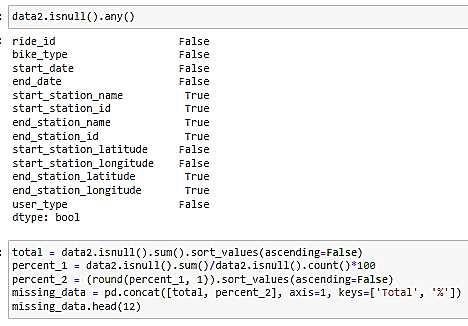 data2.isnull().any()
ride_id False
bike_type False
start_date False
end_date False
start_station_name True
start_station_id True
end_station_name True
end_station_id True
start_station_latitude False
start_station_longitude False
end_station_latitude True
end_station_longitude True
user_type False
dtype: bool
total = data2.isnull().sum().sort_values(ascending=False)
percent_1 = data2.isnull().sum()/data2.isnull().count()*100
percent_2 = (round(percent_1, 1)).sort_values(ascending=False)
missing_data = pd.concat([total, percent_2], axis=1, keys=['Total', '%'])
missing_data.head(12)